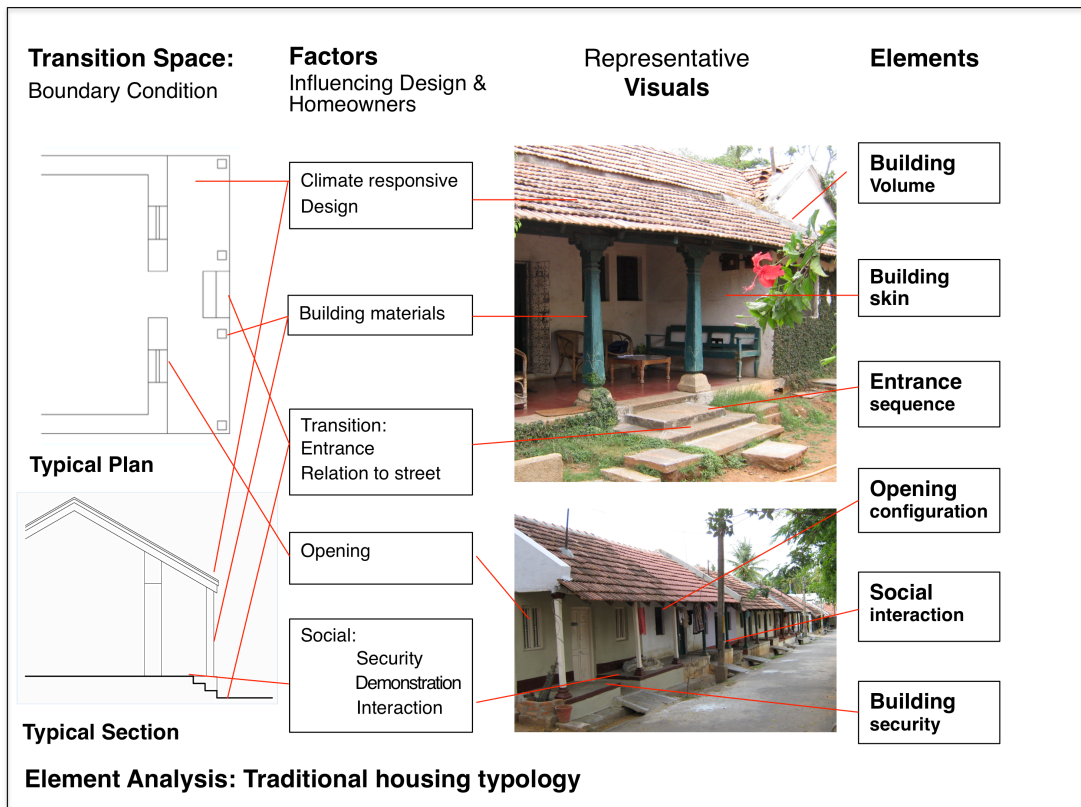 Transition Space:
Boundary Condition
Factors
Influencing Design &
Homeowners
Representative
Visuals
Elements
Typical Plan
Typical Section
Climate responsive
Design
Building materials
Transition:
Entrance
Relation to street
Opening
Social:
Security
Demonstration
Interaction
Building
Volume
Building
skin
Entrance
sequence
Opening
configuration
Social
interaction
Building
security
Element Analysis: Traditional housing typology